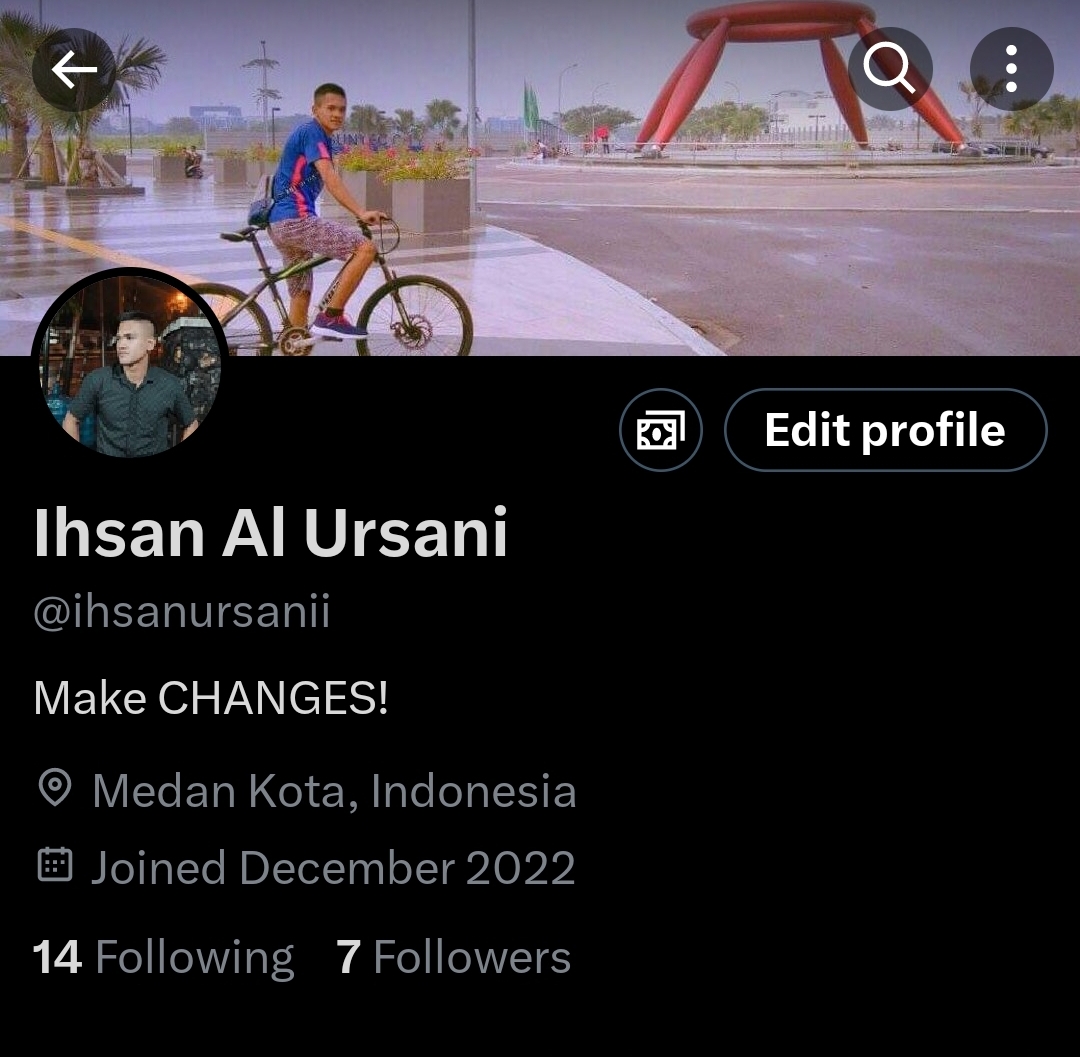 Edit profile
Ihsan Al Ursani
@ihsanursanii
Make CHANGES!
Medan Kota, Indonesia
Joined December 2022
14 Following 7 Followers